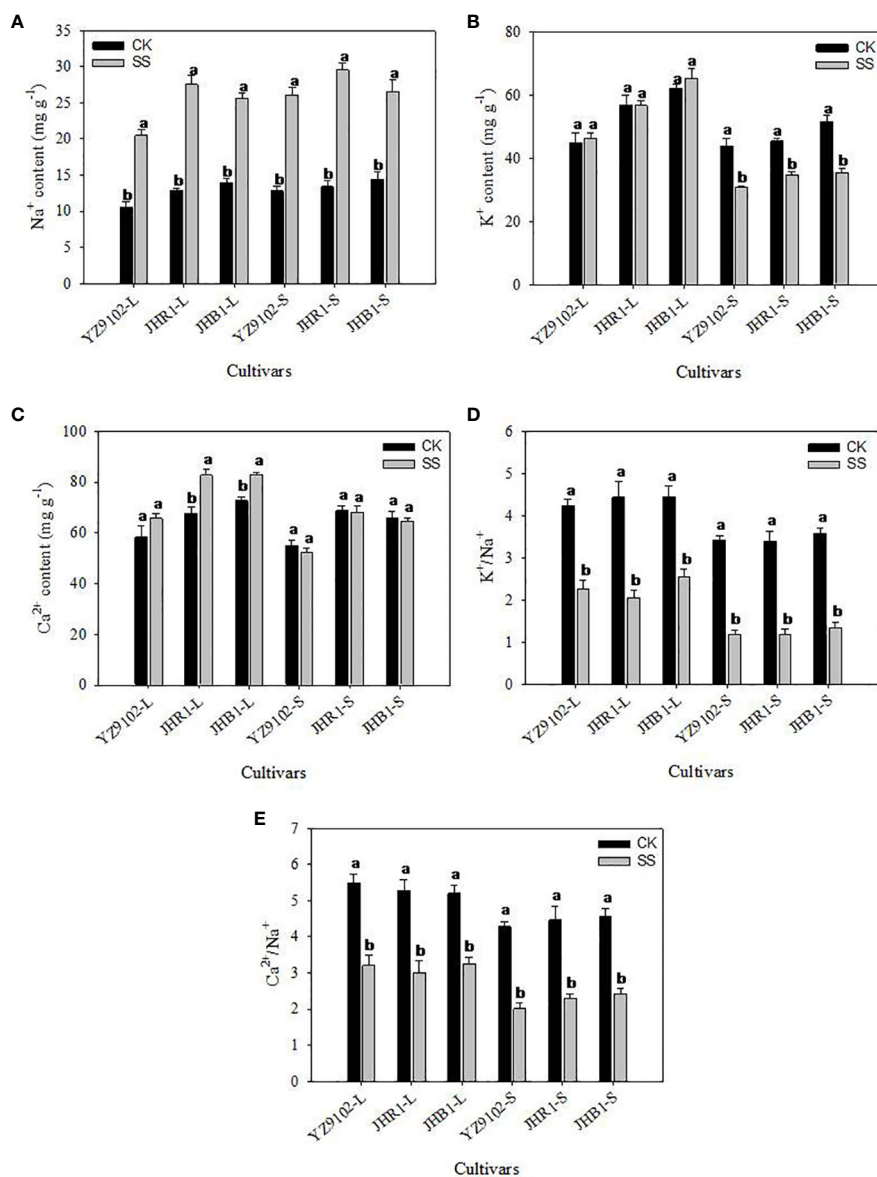 A
CK
SS
Na⁺ content (mg g⁻¹)
35
30
25
20
15
10
5
0
b a b a b a b a b a b a
YZ9102-L JHR1-L JHB1-L YZ9102-S JHR1-S JHB1-S
Cultivars
B
CK
SS
K⁺ content (mg g⁻¹)
80
60
40
20
0
a a a a a a a b a b a b
YZ9102-L JHR1-L JHB1-L YZ9102-S JHR1-S JHB1-S
Cultivars
C
CK
SS
Ca²⁺ content (mg g⁻¹)
100
80
60
40
20
0
a a b a b a a a a a a a
YZ9102-L JHR1-L JHB1-L YZ9102-S JHR1-S JHB1-S
Cultivars
D
CK
SS
K⁺/Na⁺
6
5
4
3
2
1
0
a b a b a b a b a b a b
YZ9102-L JHR1-L JHB1-L YZ9102-S JHR1-S JHB1-S
Cultivars
E
CK
SS
Ca²⁺/Na⁺
7
6
5
4
3
2
1
0
a b a b a b a b a b a b
YZ9102-L JHR1-L JHB1-L YZ9102-S JHR1-S JHB1-S
Cultivars